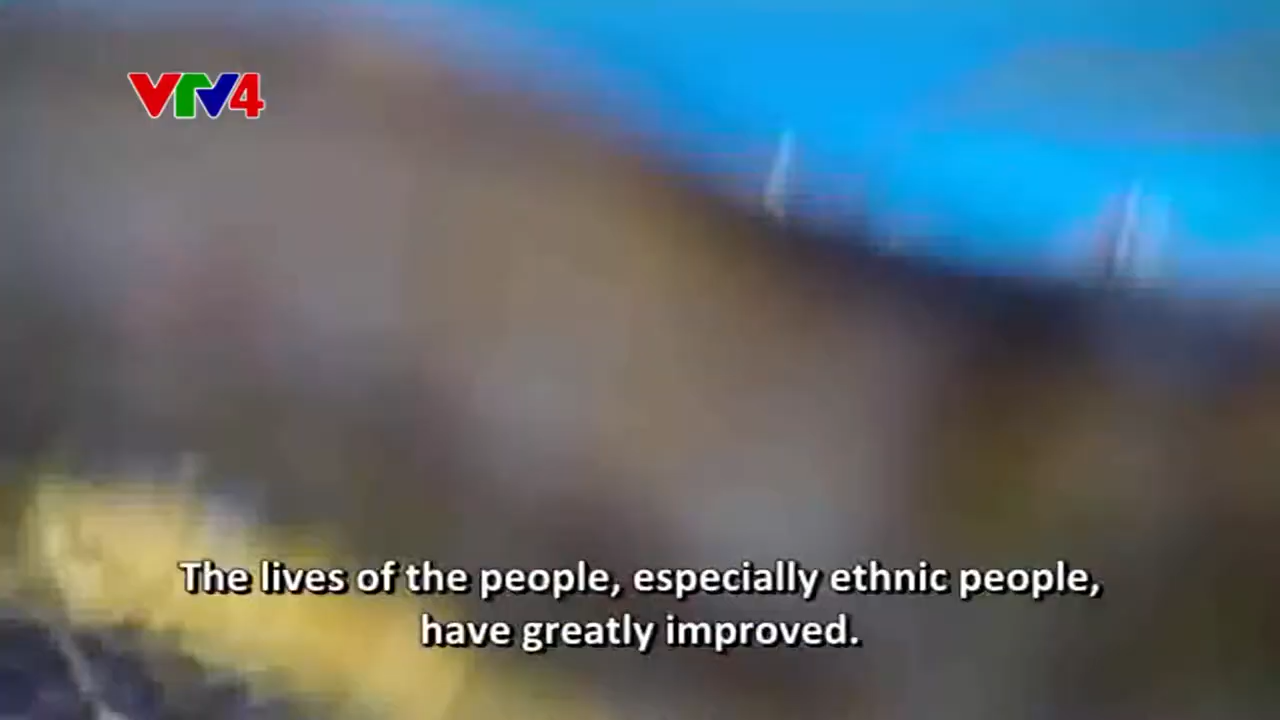 VTV4
The lives of the people, especially ethnic people,
have greatly improved.